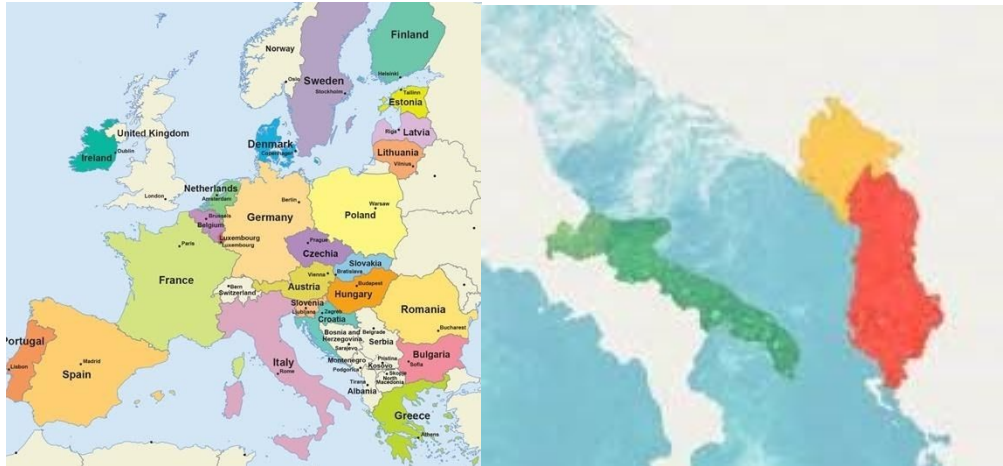 Finland
Norway
Helsinki
Sweden
Oslo
Stockholm
Tallinn
Estonia
United Kingdom
Riga
Latvia
Denmark
Copenhagen
Dublin
Ireland
Lithuania
Vilnius
Netherlands
Amsterdam
London
Berlin
Warsaw
Germany
Poland
Brussels
Belgium
Luxembourg
Luxembourg
Prague
Czechia
Paris
Slovakia
Bratislava
Vienna
Austria
France
Bern
Switzerland
Budapest
Hungary
Slovenia
Ljubljana
Zagreb
Croatia
Romania
Bucharest
Belgrade
Bosnia and
Herzegovina
Serbia
Sarajevo
Portugal
Madrid
Spain
Lisbon
Italy
Rome
Montenegro
Podgorica
Pristina
Kosovo
Bulgaria
Sofia
Skopje
North
Macedonia
Tirana
Albania
Greece
Athens